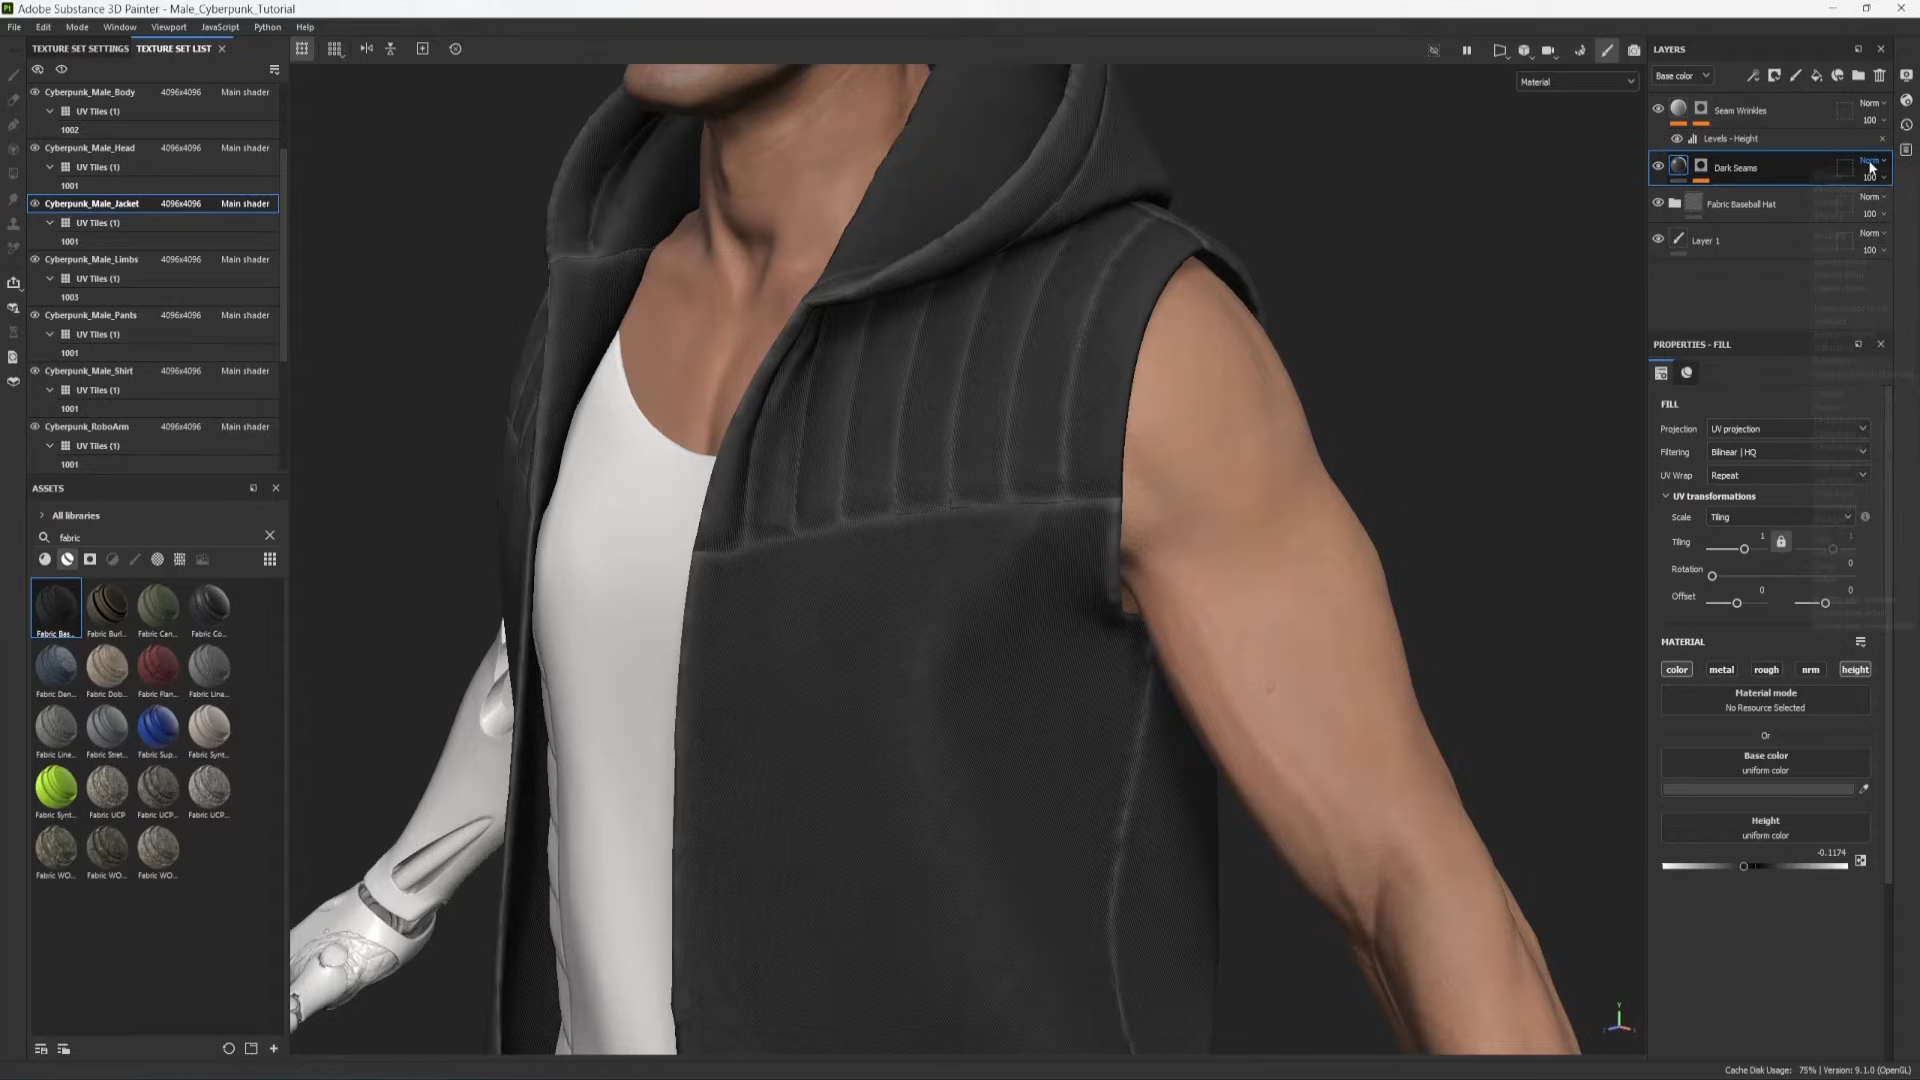 Adobe Substance 3D Painter - Male_Cyberpunk_Tutorial
File Edit Mode Window Viewport JavaScript Python Help
TEXTURE SET SETTINGS TEXTURE SET LIST
Cyberpunk_Male_Body 4096x4096 Main shader
UV Tiles (1)
1002
Cyberpunk_Male_Head 4096x4096 Main shader
UV Tiles (1)
1001
Cyberpunk_Male_Jacket 4096x4096 Main shader
UV Tiles (1)
1001
Cyberpunk_Male_Limbs 4096x4096 Main shader
UV Tiles (1)
1003
Cyberpunk_Male_Pants 4096x4096 Main shader
UV Tiles (1)
1001
Cyberpunk_Male_Shirt 4096x4096 Main shader
UV Tiles (1)
1001
Cyberpunk_RoboArm 4096x4096 Main shader
UV Tiles (1)
1001
ASSETS
All libraries
fabric
Fabric Bas... Fabric Burl... Fabric Can... Fabric Co...
Fabric Den... Fabric Dob... Fabric Flan... Fabric Line...
Fabric Line... Fabric Stret... Fabric Sup... Fabric Synt...
Fabric Synt... Fabric UCP Fabric UCP... Fabric UCP...
Fabric WO... Fabric WO... Fabric WO...
Material
LAYERS
Base color
Seam Wrinkles Norm
100
Levels - Height
Dark Seams Norm
100
Fabric Baseball Hat Norm
100
Layer 1 Norm
100
PROPERTIES - FILL
FILL
Projection UV projection
Filtering Bilinear | HQ
UV Wrap Repeat
UV transformations
Scale Tiling
Tiling 1 1
Rotation 0
Offset 0 0
MATERIAL
color metal rough nrm height
Material mode
No Resource Selected
Or
Base color
uniform color
Height
uniform color
-0.1174
Cache Disk Usage: 75% | Version: 9.1.0 (OpenGL)